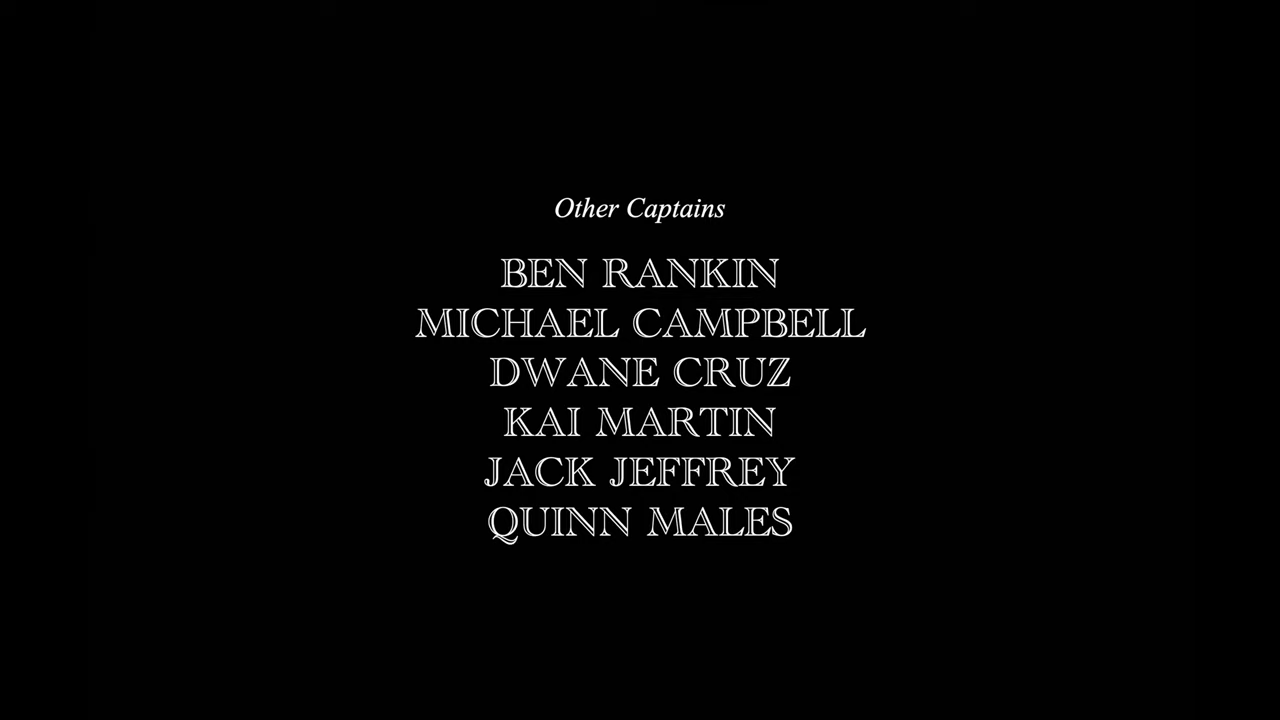 Other Captains
BEN RANKIN
MICHAEL CAMPBELL
DWANE CRUZ
KAI MARTIN
JACK JEFFREY
QUINN MALES